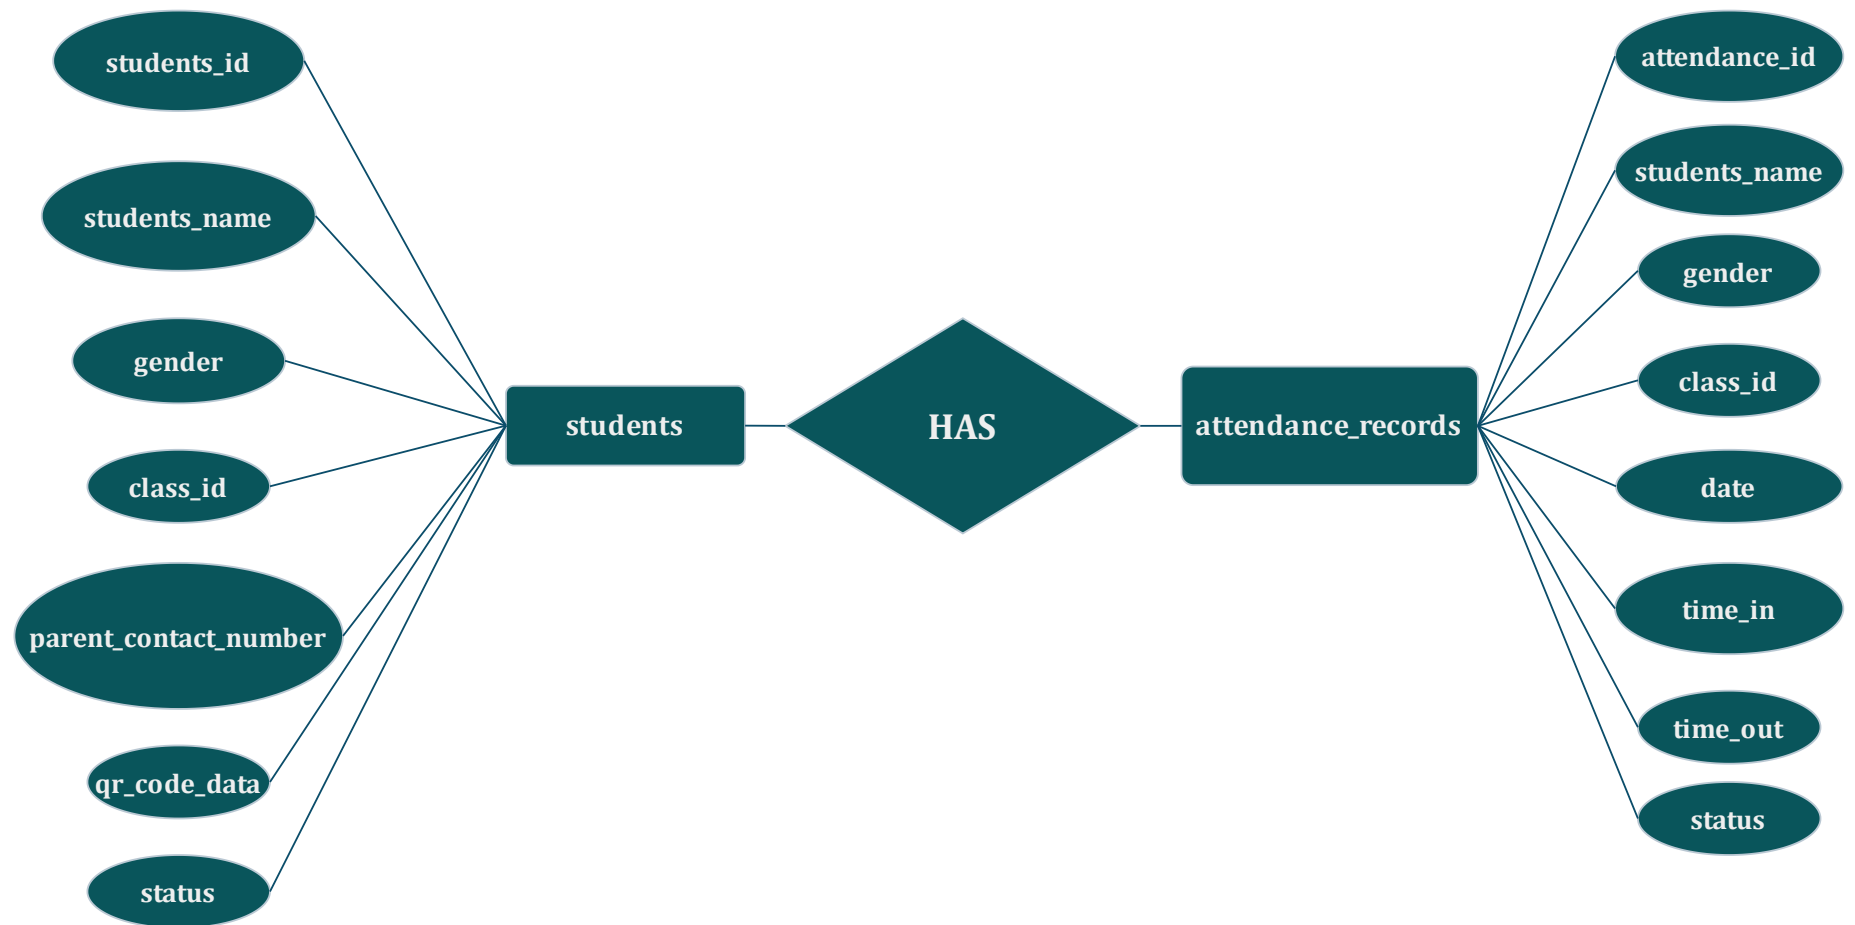 students_id
students_name
gender
class_id
parent_contact_number
qr_code_data
status
students
HAS
attendance_records
attendance_id
students_name
gender
class_id
date
time_in
time_out
status